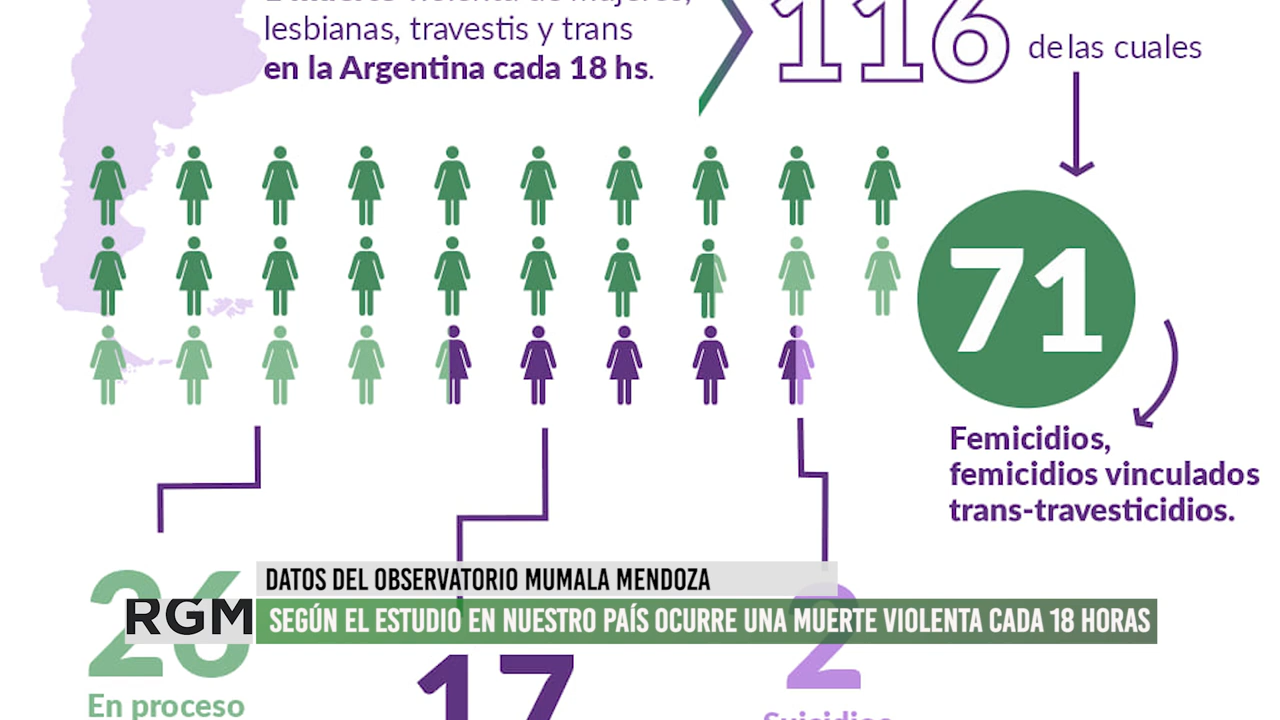 lesbianas, travestis y trans
en la Argentina cada 18 hs.
116 de las cuales
71
Femicidios,
femicidios vinculados
trans-travesticidios.
DATOS DEL OBSERVATORIO MUMALA MENDOZA
RGM
SEGÚN EL ESTUDIO EN NUESTRO PAÍS OCURRE UNA MUERTE VIOLENTA CADA 18 HORAS
26
En proceso
17
2
Suicidios